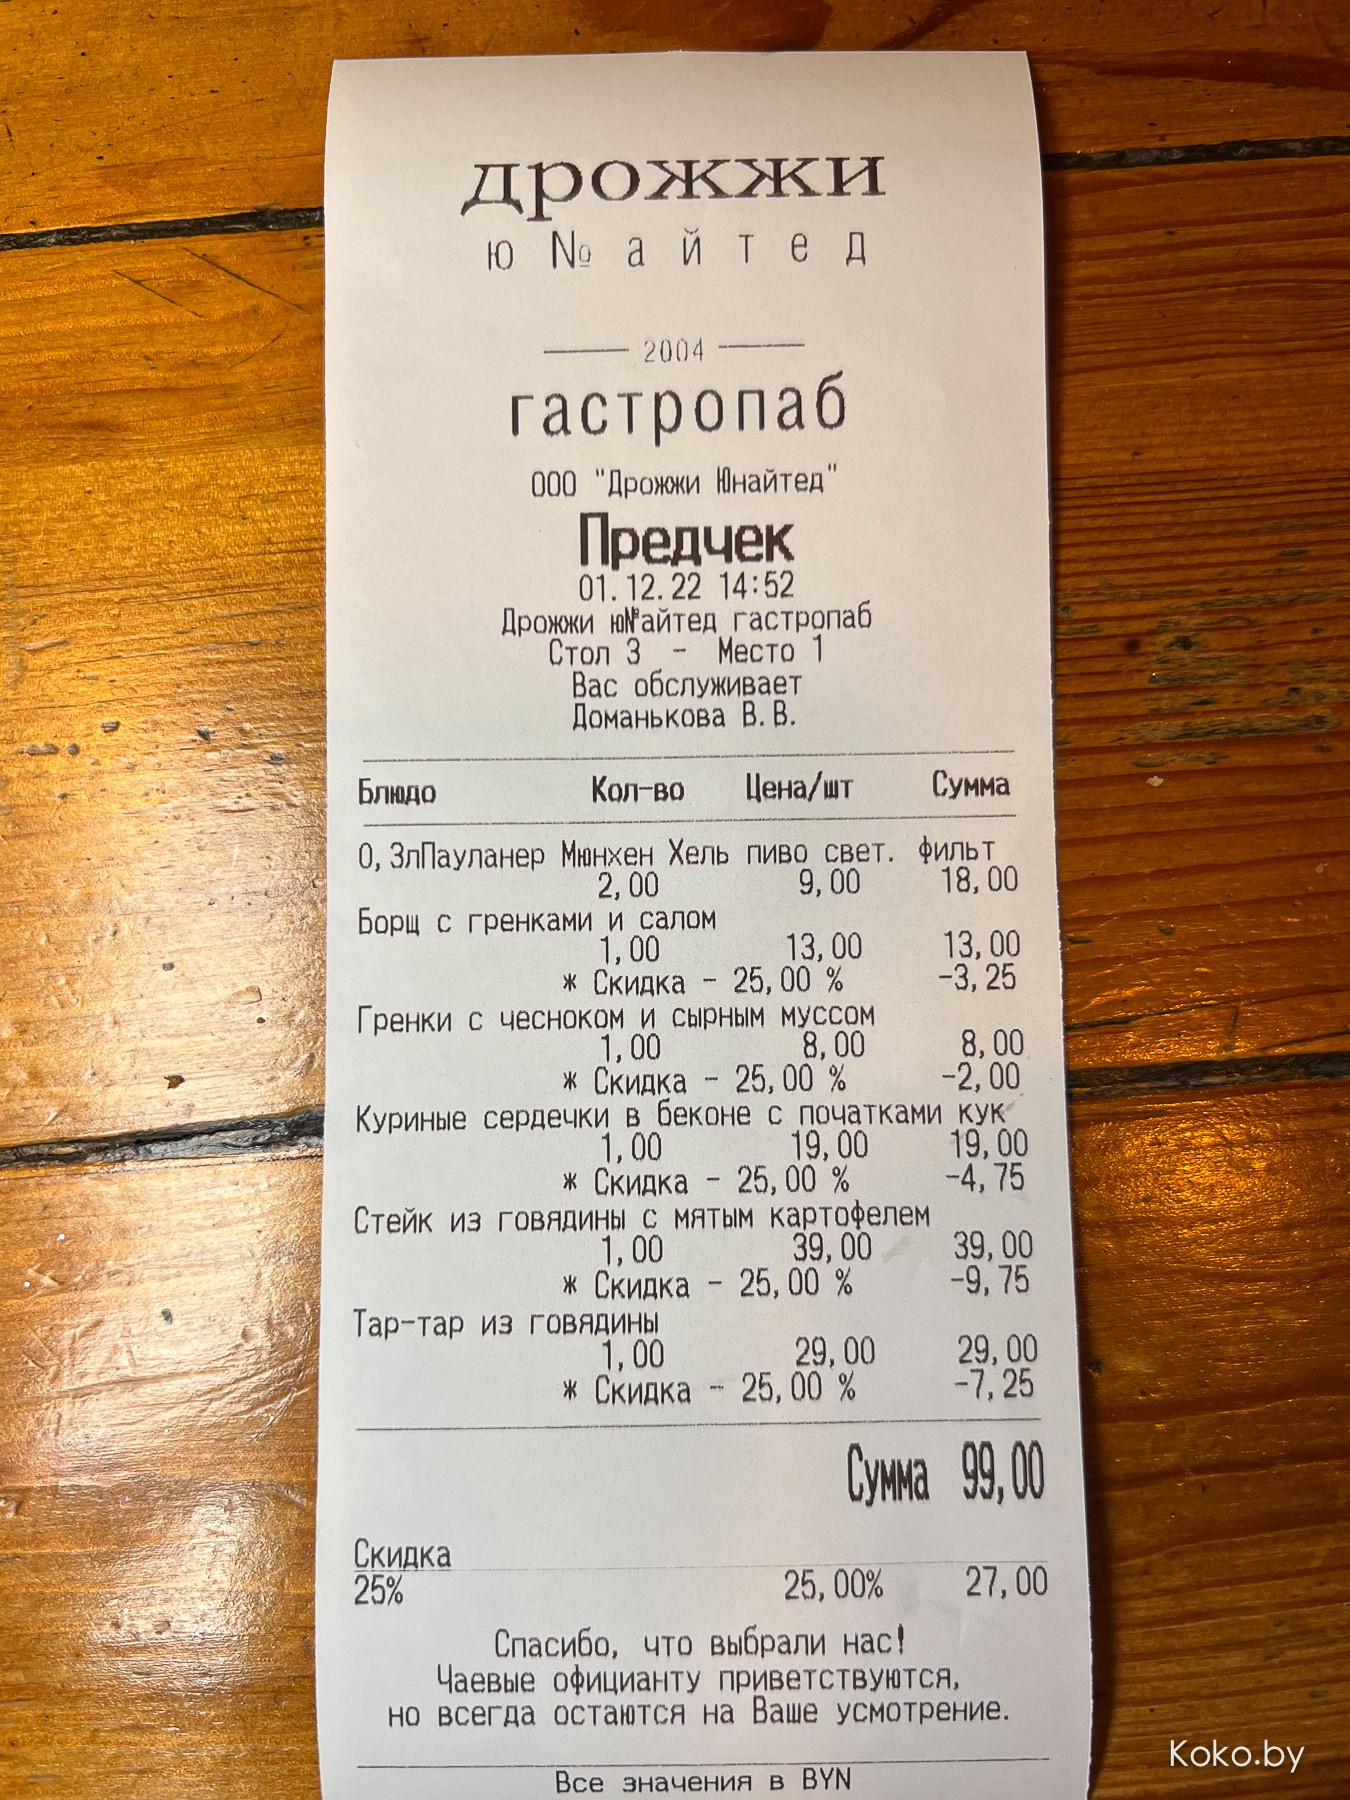 дрожжи
ю№айтед
2004
гастропаб
ООО "Дрожжи Юнайтед"
Предчек
01.12.22 14:52
Дрожжи ю№айтед гастропаб
Стол 3 - Место 1
Вас обслуживает
Доманькова В.В.
Блюдо Кол-во Цена/шт Сумма
0,3лПауланер Мюнхен Хель пиво свет. фильт
2,00 9,00 18,00
Борщ с гренками и салом
1,00 13,00 13,00
* Скидка - 25,00 % -3,25
Гренки с чесноком и сырным муссом
1,00 8,00 8,00
* Скидка - 25,00 % -2,00
Куриные сердечки в беконе с початками кук
1,00 19,00 19,00
* Скидка - 25,00 % -4,75
Стейк из говядины с мятым картофелем
1,00 39,00 39,00
* Скидка - 25,00 % -9,75
Тар-тар из говядины
1,00 29,00 29,00
* Скидка - 25,00 % -7,25
Сумма 99,00
Скидка
25% 25,00% 27,00
Спасибо, что выбрали нас!
Чаевые официанту приветствуются,
но всегда остаются на Ваше усмотрение.
Все значения в BYN
Koko.by